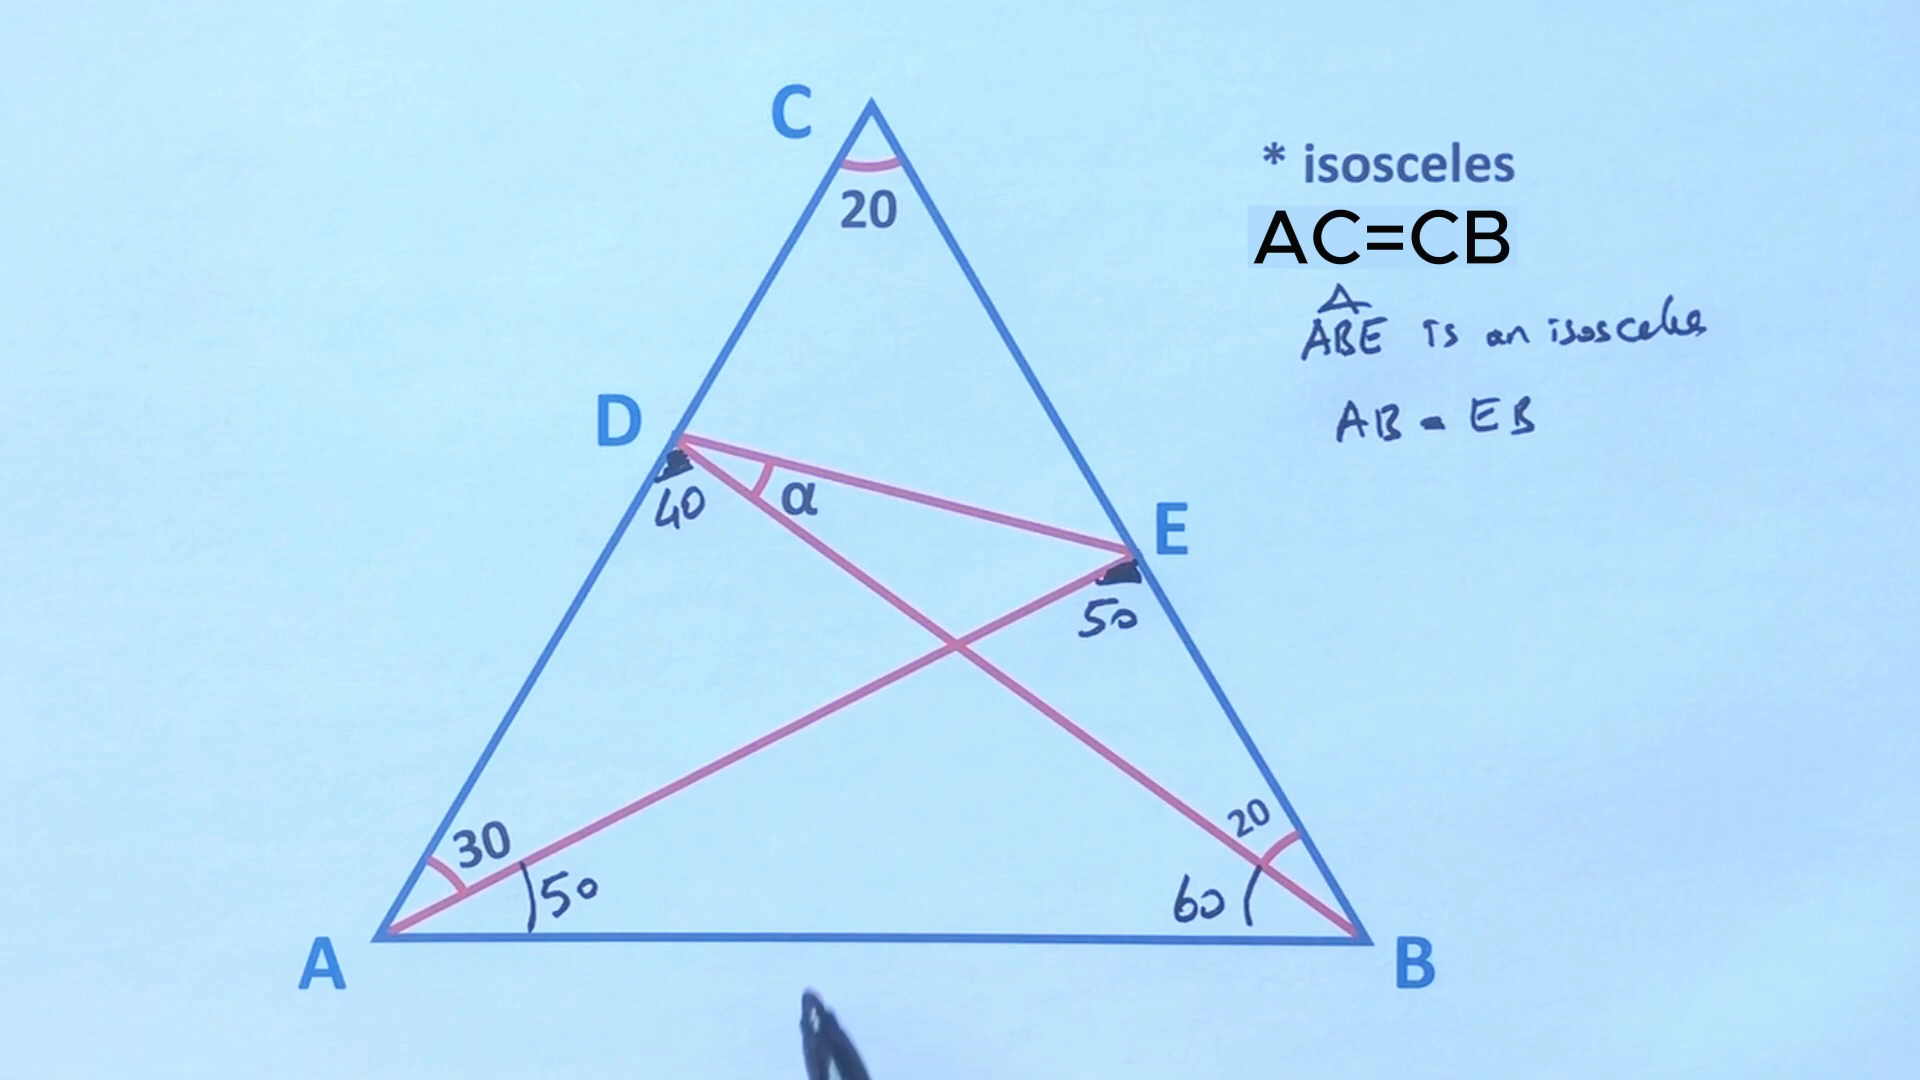 C
20
* isosceles
AC=CB
ABE is an isosceles
AB = EB
D
40
α
E
50
30
50
20
60
A
B